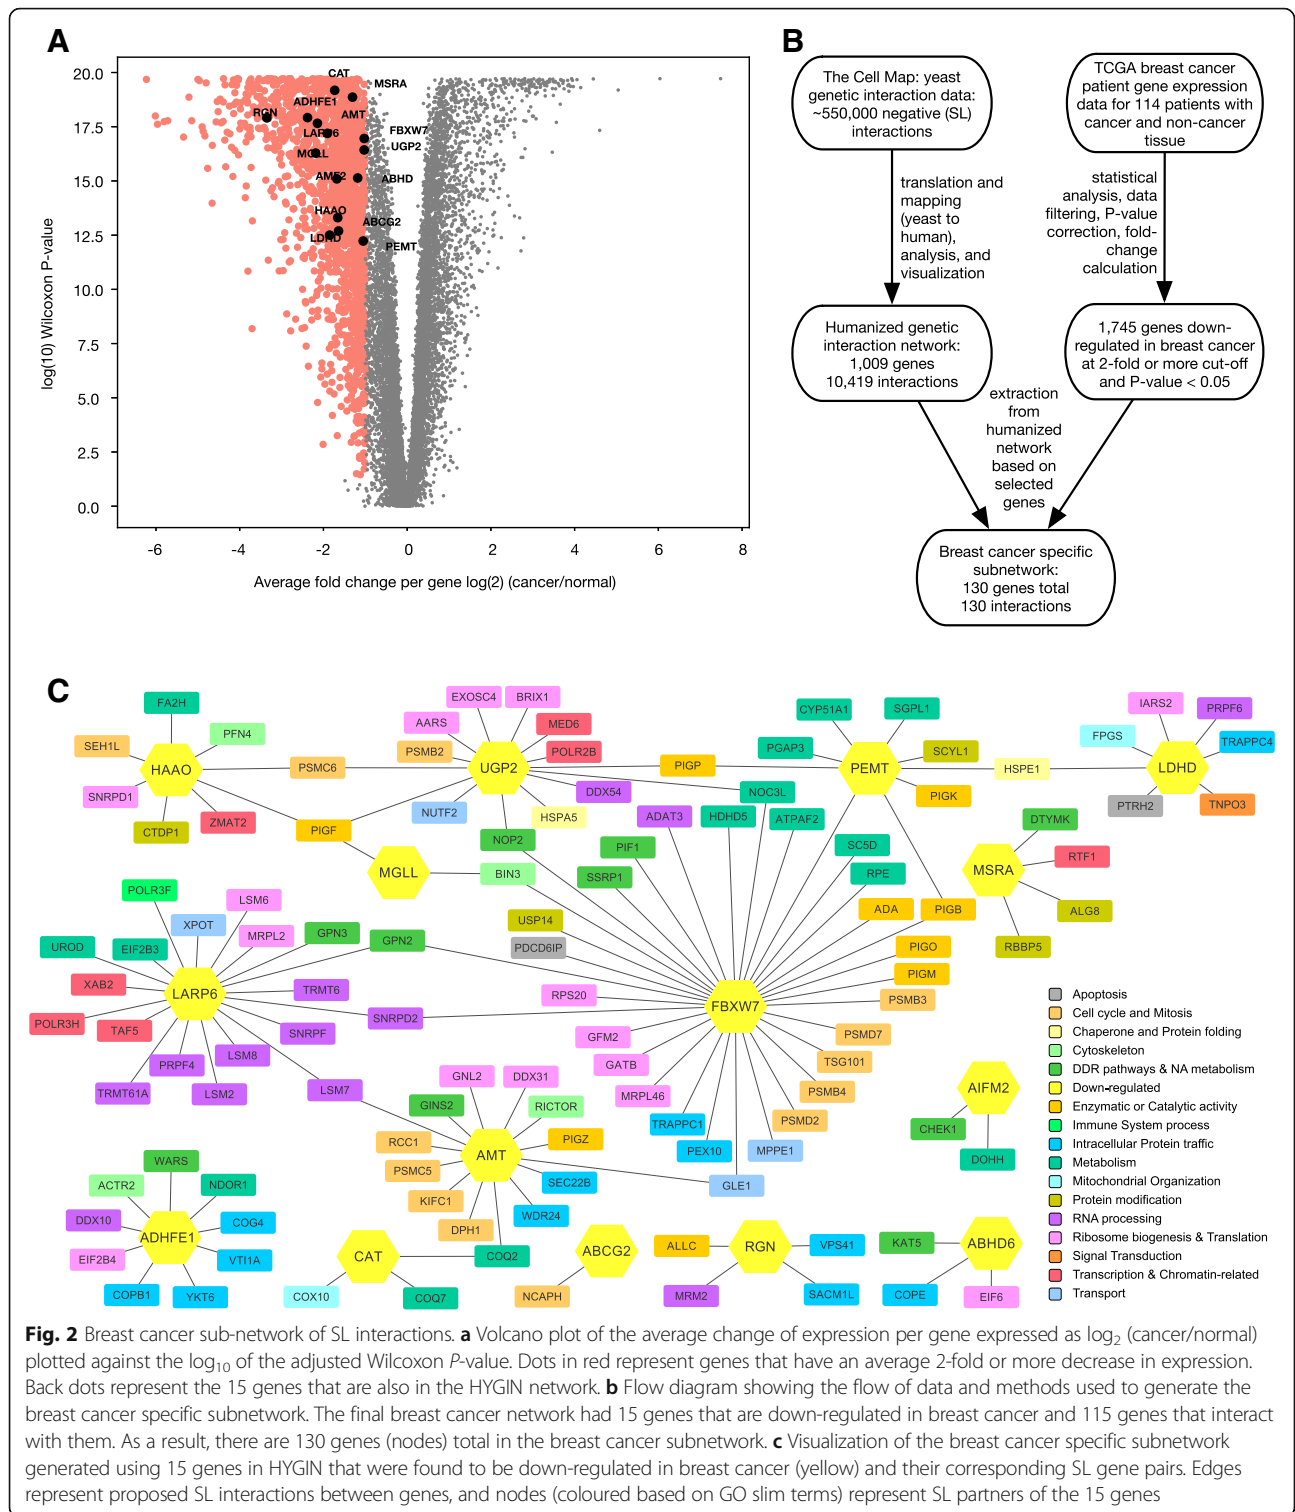 A
20.0
17.5
15.0
12.5
10.0
7.5
5.0
2.5
0.0
-6
-4
-2
0
2
4
6
8
log(10) Wilcoxon P-value
Average fold change per gene log(2) (cancer/normal)
CAT
MSRA
ADHFE1
RGN
AMT
LARP6
FBXW7
UGP2
MGLL
AMF2
ABHD
HAAO
ABCG2
LDHD
PEMT
B
The Cell Map: yeast
genetic interaction data:
~550,000 negative (SL)
interactions
TCGA breast cancer
patient gene expression
data for 114 patients with
cancer and non-cancer
tissue
translation and
mapping
(yeast to
human),
analysis, and
visualization
statistical
analysis, data
filtering, P-value
correction, fold-
change
calculation
Humanized genetic
interaction network:
1,009 genes
10,419 interactions
1,745 genes down-
regulated in breast cancer
at 2-fold or more cut-off
and P-value < 0.05
extraction
from
humanized
network
based on
selected
genes
Breast cancer specific
subnetwork:
130 genes total
130 interactions
C
FA2H
PFN4
SEH1L
HAAO
PSMC6
SNRPD1
CTDP1
ZMAT2
PIGF
EXOSC4
BRIX1
AARS
MED6
PSMB2
POLR2B
UGP2
PIGP
DDX54
NUTF2
HSPA5
NOP2
CYP51A1
SGPL1
PGAP3
SCYL1
PEMT
PIGK
HSPE1
NOC3L
IARS2
PRPF6
FPGS
TRAPPC4
LDHD
PTRH2
TNPO3
MGLL
BIN3
ADAT3
HDHD5
ATPAF2
PIF1
SSRP1
SC5D
RPE
DTYMK
RTF1
MSRA
ALG8
RBBP5
POLR3F
LSM6
XPOT
MRPL2
GPN3
GPN2
UROD
EIF2B3
XAB2
LARP6
TRMT6
POLR3H
TAF5
SNRPD2
SNRPF
LSM8
PRPF4
TRMT61A
LSM2
LSM7
USP14
PDCD6IP
RPS20
FBXW7
ADA
PIGB
PIGO
PIGM
PSMB3
PSMD7
TSG101
PSMB4
PSMD2
GFM2
GATB
MRPL46
TRAPPC1
PEX10
MPPE1
GLE1
GNL2
DDX31
GINS2
RICTOR
RCC1
PIGZ
AMT
PSMC5
SEC22B
KIFC1
WDR24
DPH1
COQ2
AIFM2
CHEK1
DOHH
WARS
ACTR2
NDOR1
DDX10
COG4
ADHFE1
EIF2B4
VTI1A
COPB1
YKT6
CAT
COX10
COQ7
ABCG2
NCAPH
ALLC
RGN
VPS41
MRM2
SACM1L
KAT5
ABHD6
COPE
EIF6
Apoptosis
Cell cycle and Mitosis
Chaperone and Protein folding
Cytoskeleton
DDR pathways & NA metabolism
Down-regulated
Enzymatic or Catalytic activity
Immune System process
Intracellular Protein traffic
Metabolism
Mitochondrial Organization
Protein modification
RNA processing
Ribosome biogenesis & Translation
Signal Transduction
Transcription & Chromatin-related
Transport
Fig. 2 Breast cancer sub-network of SL interactions. a Volcano plot of the average change of expression per gene expressed as log2 (cancer/normal)
plotted against the log10 of the adjusted Wilcoxon P-value. Dots in red represent genes that have an average 2-fold or more decrease in expression.
Back dots represent the 15 genes that are also in the HYGIN network. b Flow diagram showing the flow of data and methods used to generate the
breast cancer specific subnetwork. The final breast cancer network had 15 genes that are down-regulated in breast cancer and 115 genes that interact
with them. As a result, there are 130 genes (nodes) total in the breast cancer subnetwork. c Visualization of the breast cancer specific subnetwork
generated using 15 genes in HYGIN that were found to be down-regulated in breast cancer (yellow) and their corresponding SL gene pairs. Edges
represent proposed SL interactions between genes, and nodes (coloured based on GO slim terms) represent SL partners of the 15 genes